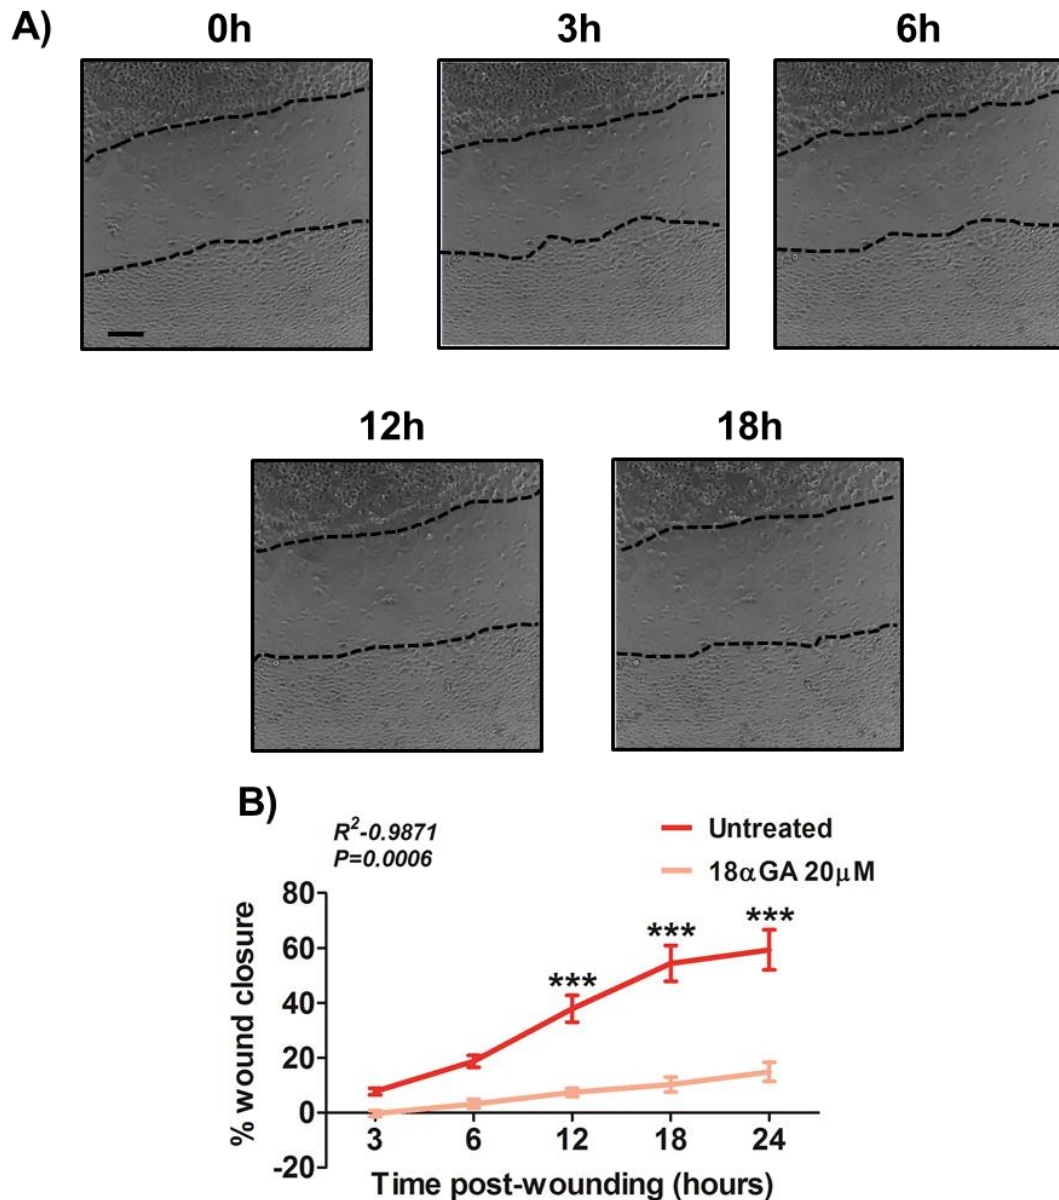 A)
0h 3h 6h
12h 18h
B)
R²-0.9871
P=0.0006
Untreated
18αGA 20μM
% wound closure
80
60
40
20
0
-20
*** *** ***
3 6 12 18 24
Time post-wounding (hours)